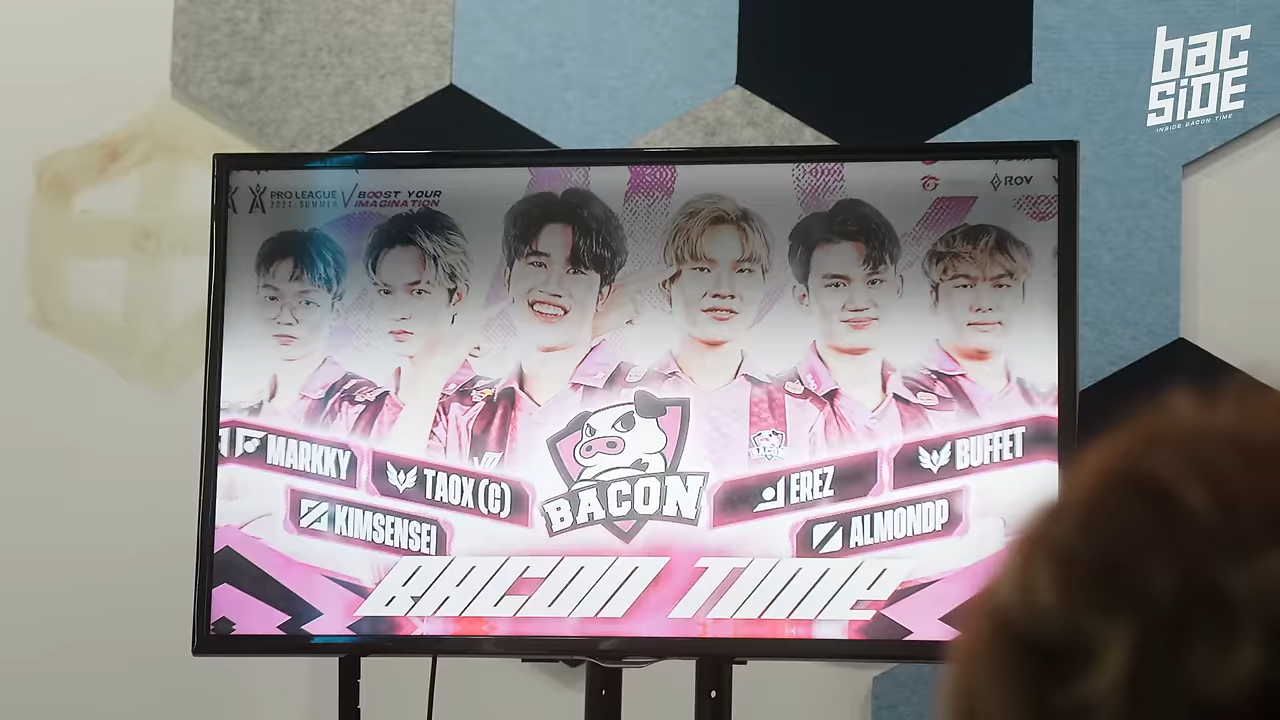 bac
SiDE
INSIDE BACON TIME
PRO LEAGUE
2024 SUMMER
BOOST YOUR
IMAGINATION
ROV
MARKKY
TAOX (G)
KIMSENSEI
BACON
EREZ
BUFFET
ALMONDP
BACON TIME